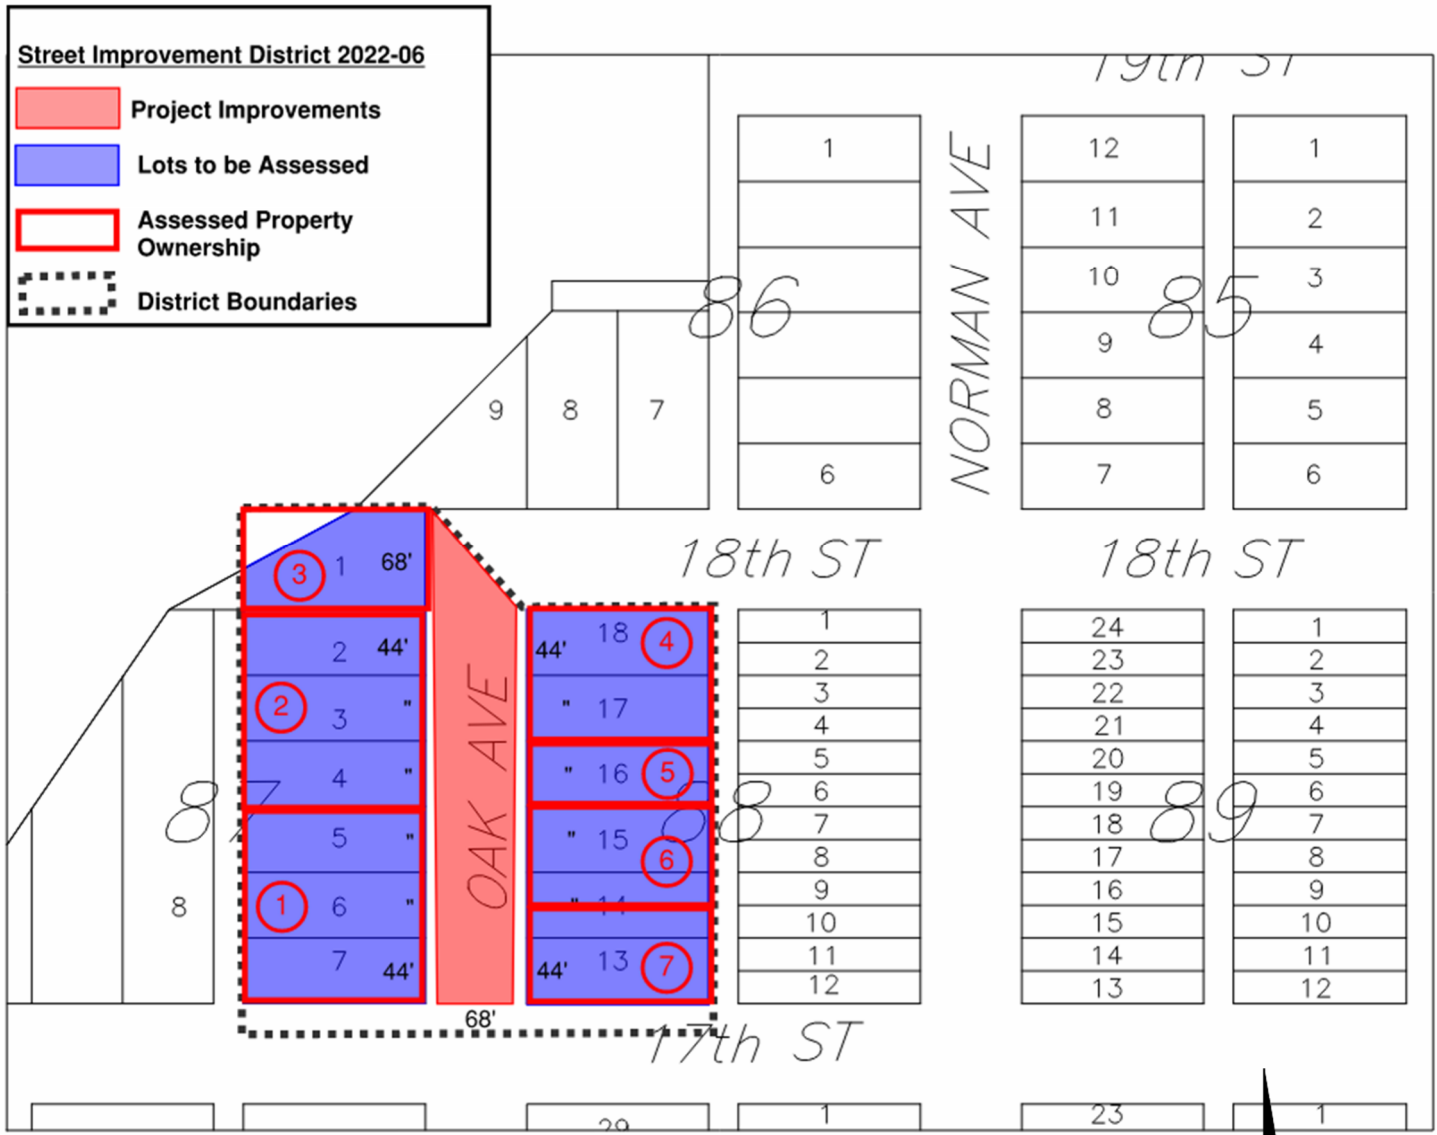 Street Improvement District 2022-06
Project Improvements
Lots to be Assessed
Assessed Property
Ownership
District Boundaries
19th ST
1 12 1
11 2
10 3
86 85
9 4
9 8 7 8 5
6 7 6
NORMAN AVE
18th ST 18th ST
3 1 68'
2 44'
2 3 "
4 "
5 "
1 6 "
7 44'
87
8
OAK AVE
68'
44' 18 4
" 17
" 16 5
" 15 6
" 14
44' 13 7
88
89
1 24 1
2 23 2
3 22 3
4 21 4
5 20 5
6 19 6
7 18 7
8 17 8
9 16 9
10 15 10
11 14 11
12 13 12
17th ST
29 1 23 1